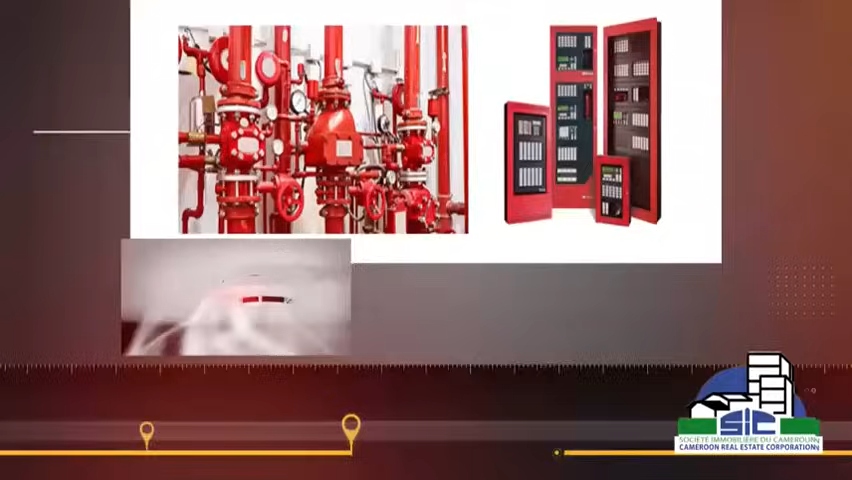 SIC
SOCIÉTÉ IMMOBILIÈRE DU CAMEROUN
CAMEROON REAL ESTATE CORPORATION